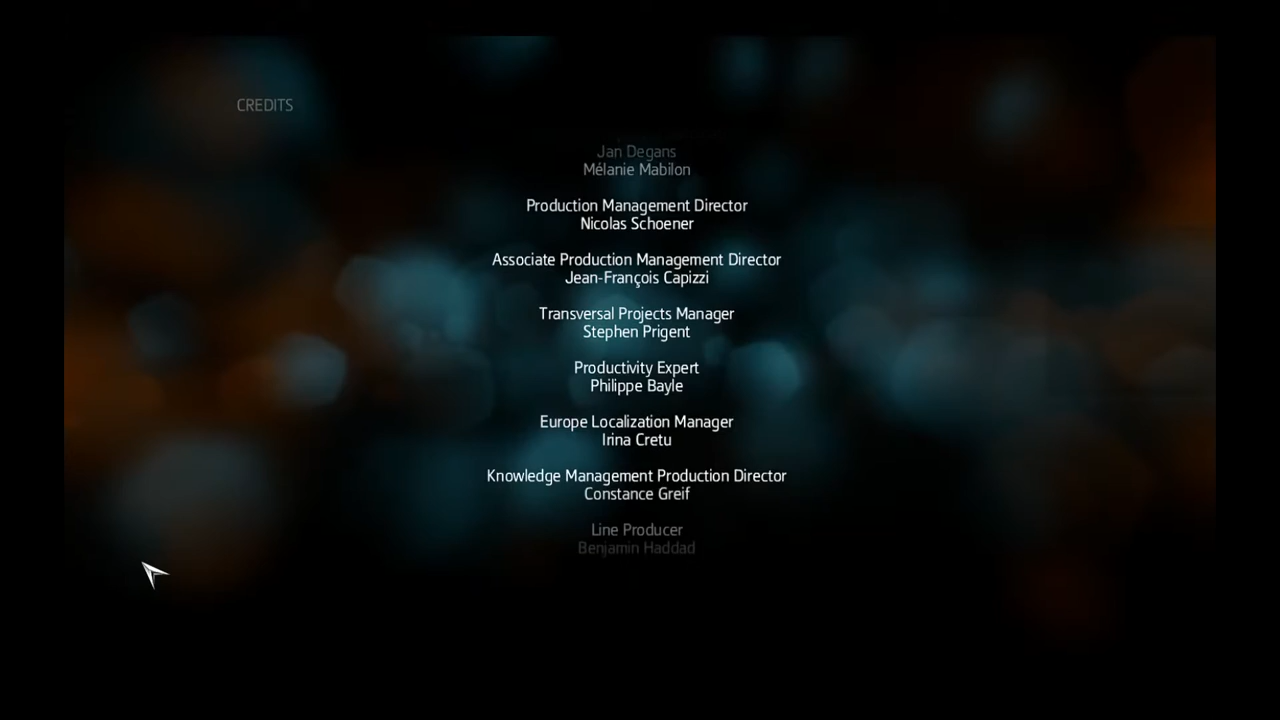 CREDITS
Jan Degans
Mélanie Mabilon
Production Management Director
Nicolas Schoener
Associate Production Management Director
Jean-François Capizzi
Transversal Projects Manager
Stephen Prigent
Productivity Expert
Philippe Bayle
Europe Localization Manager
Irina Cretu
Knowledge Management Production Director
Constance Greif
Line Producer
Benjamin Haddad